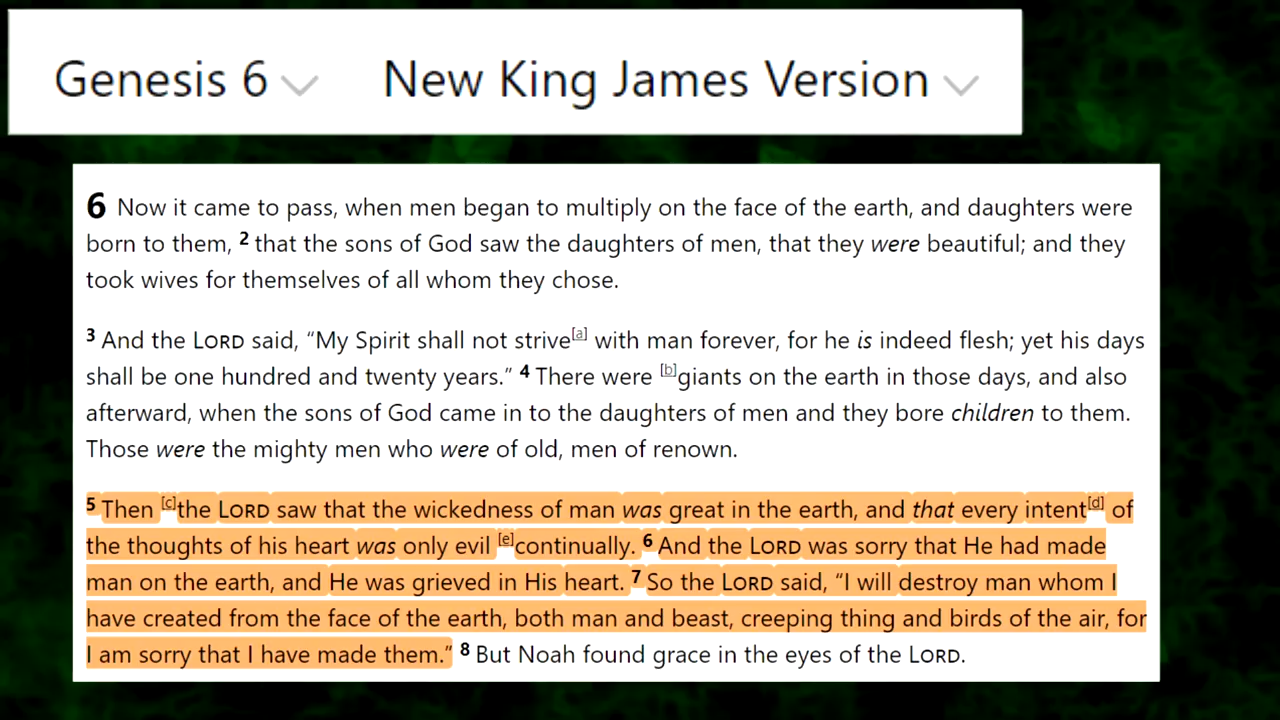 Genesis 6 New King James Version
6 Now it came to pass, when men began to multiply on the face of the earth, and daughters were
born to them, 2 that the sons of God saw the daughters of men, that they were beautiful; and they
took wives for themselves of all whom they chose.
3 And the LORD said, “My Spirit shall not strive[a] with man forever, for he is indeed flesh; yet his days
shall be one hundred and twenty years.” 4 There were [b]giants on the earth in those days, and also
afterward, when the sons of God came in to the daughters of men and they bore children to them.
Those were the mighty men who were of old, men of renown.
5 Then [c]the LORD saw that the wickedness of man was great in the earth, and that every intent[d] of
the thoughts of his heart was only evil [e]continually. 6 And the LORD was sorry that He had made
man on the earth, and He was grieved in His heart. 7 So the LORD said, “I will destroy man whom I
have created from the face of the earth, both man and beast, creeping thing and birds of the air, for
I am sorry that I have made them.” 8 But Noah found grace in the eyes of the LORD.